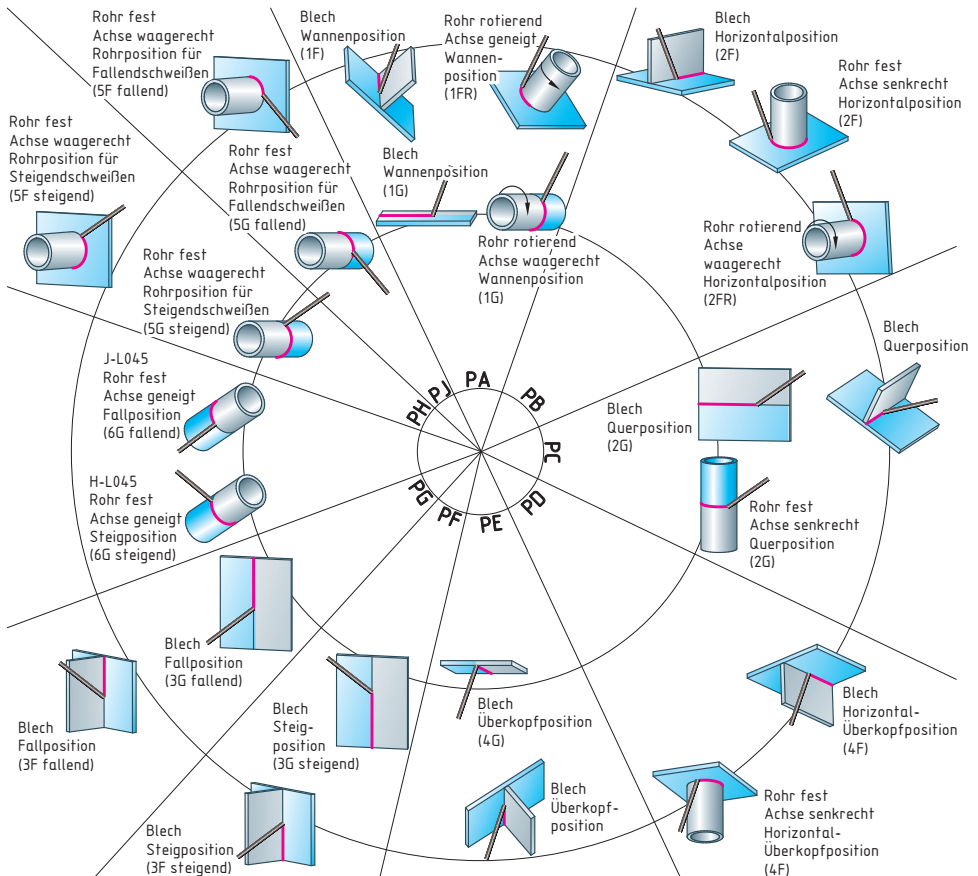 Rohr fest
Achse waagerecht
Rohrposition für
Fallendschweißen
(5F fallend)
Blech
Wannenposition
(1F)
Rohr rotierend
Achse geneigt
Wannen-
position
(1FR)
Blech
Horizontalposition
(2F)
Rohr fest
Achse senkrecht
Horizontalposition
(2F)
Rohr fest
Achse waagerecht
Rohrposition für
Steigendschweißen
(5F steigend)
Rohr fest
Achse waagerecht
Rohrposition für
Fallendschweißen
(5G fallend)
Blech
Wannenposition
(1G)
Rohr rotierend
Achse waagerecht
Wannenposition
(1G)
Rohr rotierend
Achse
waagerecht
Horizontalposition
(2FR)
Rohr fest
Achse waagerecht
Rohrposition für
Steigendschweißen
(5G steigend)
Blech
Querposition
J-L045
Rohr fest
Achse geneigt
Fallposition
(6G fallend)
PA
PB
PC
PD
PE
PF
PG
PH
PJ
Blech
Querposition
(2G)
H-L045
Rohr fest
Achse geneigt
Steigposition
(6G steigend)
Rohr fest
Achse senkrecht
Querposition
(2G)
Blech
Fallposition
(3G fallend)
Blech
Fallposition
(3F fallend)
Blech
Steig-
position
(3G steigend)
Blech
Überkopfposition
(4G)
Blech
Horizontal-
Überkopfposition
(4F)
Blech
Steigposition
(3F steigend)
Blech
Überkopf-
position
Rohr fest
Achse senkrecht
Horizontal-
Überkopfposition
(4F)